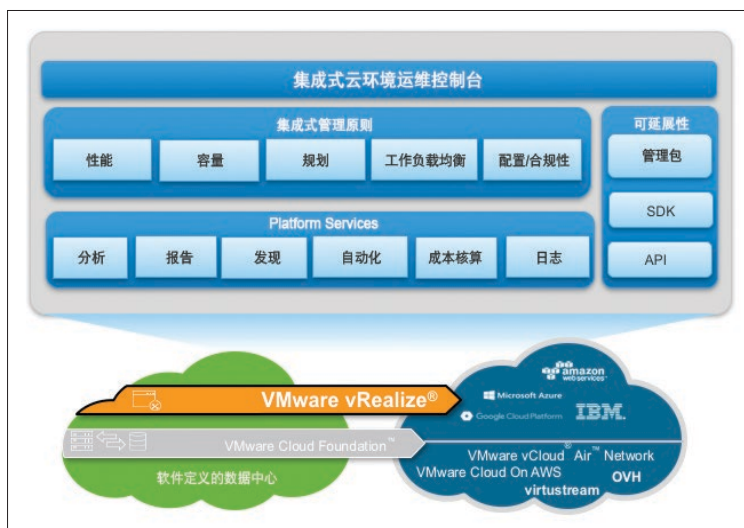 集成式云环境运维控制台
集成式管理原则
性能
容量
规划
工作负载均衡
配置/合规性
可延展性
管理包
SDK
API
Platform Services
分析
报告
发现
自动化
成本核算
日志
VMware vRealize®
VMware Cloud Foundation™
软件定义的数据中心
amazon
web services™
Microsoft Azure
Google Cloud Platform
IBM.
VMware vCloud® Air™ Network
VMware Cloud On AWS
OVH
virtustream